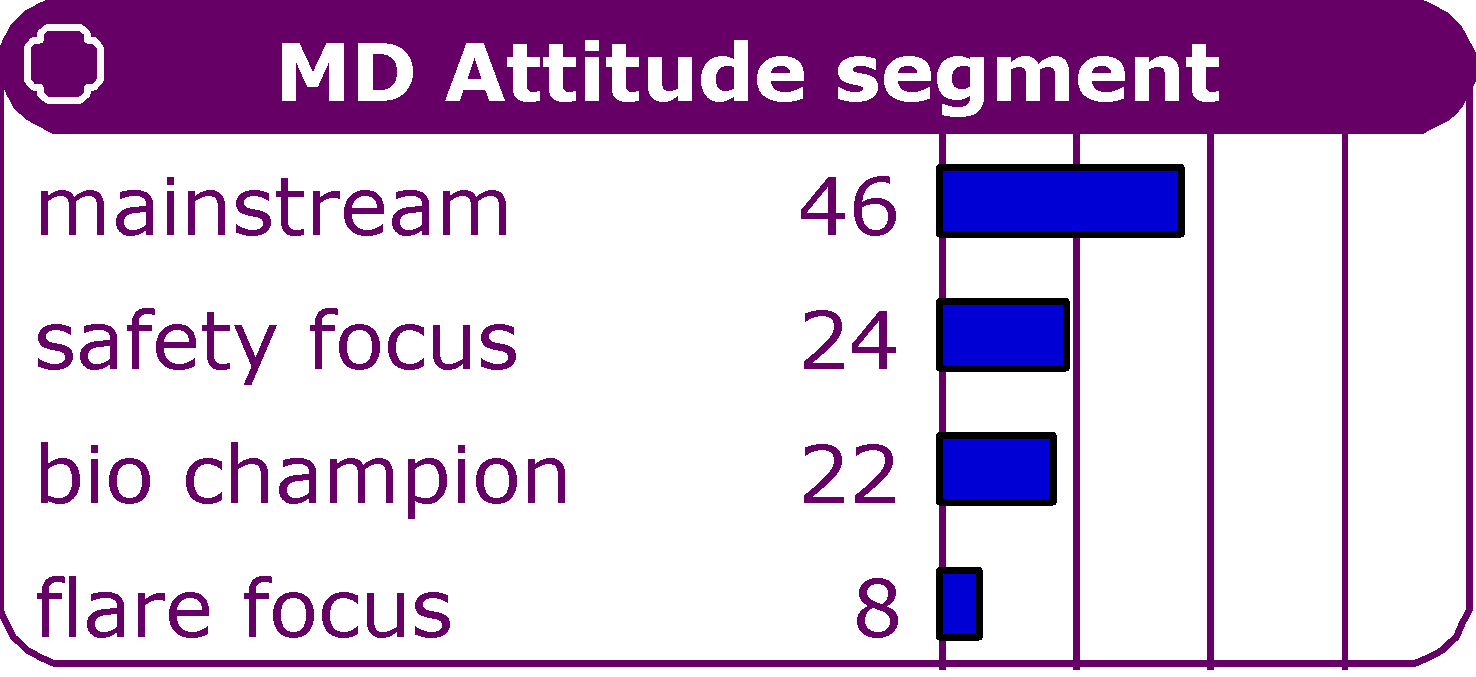 MD Attitude segment
mainstream 46
safety focus 24
bio champion 22
flare focus 8